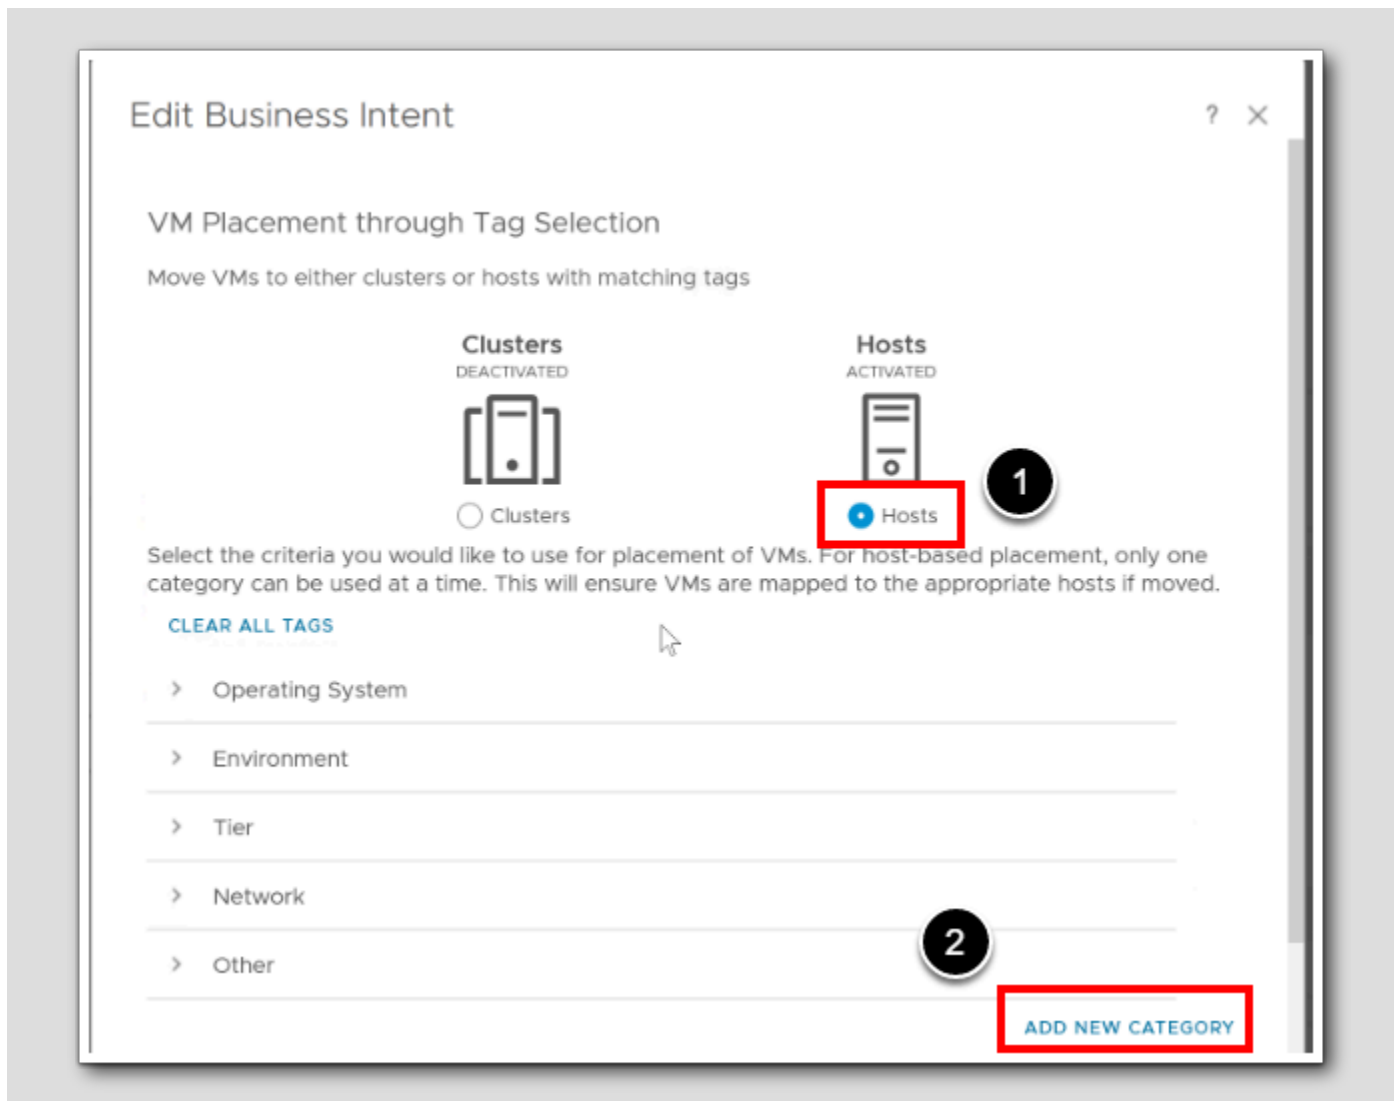 Edit Business Intent
?
VM Placement through Tag Selection
Move VMs to either clusters or hosts with matching tags
Clusters
DEACTIVATED
Hosts
ACTIVATED
1
Clusters
Hosts
Select the criteria you would like to use for placement of VMs. For host-based placement, only one
category can be used at a time. This will ensure VMs are mapped to the appropriate hosts if moved.
CLEAR ALL TAGS
Operating System
Environment
Tier
Network
Other
2
ADD NEW CATEGORY